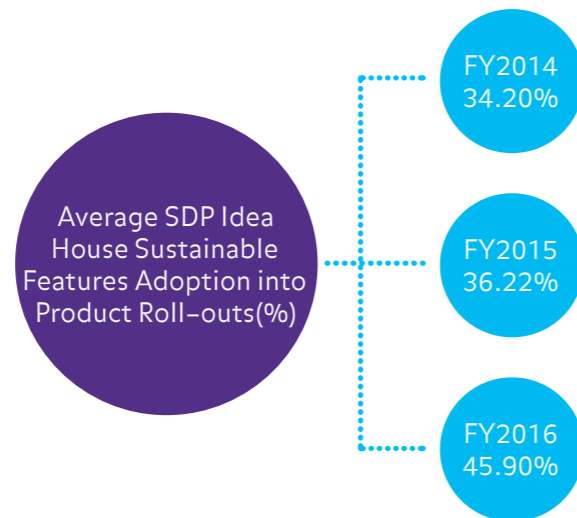 Average SDP Idea
House Sustainable
Features Adoption into
Product Roll-outs(%)
FY2014
34.20%
FY2015
36.22%
FY2016
45.90%